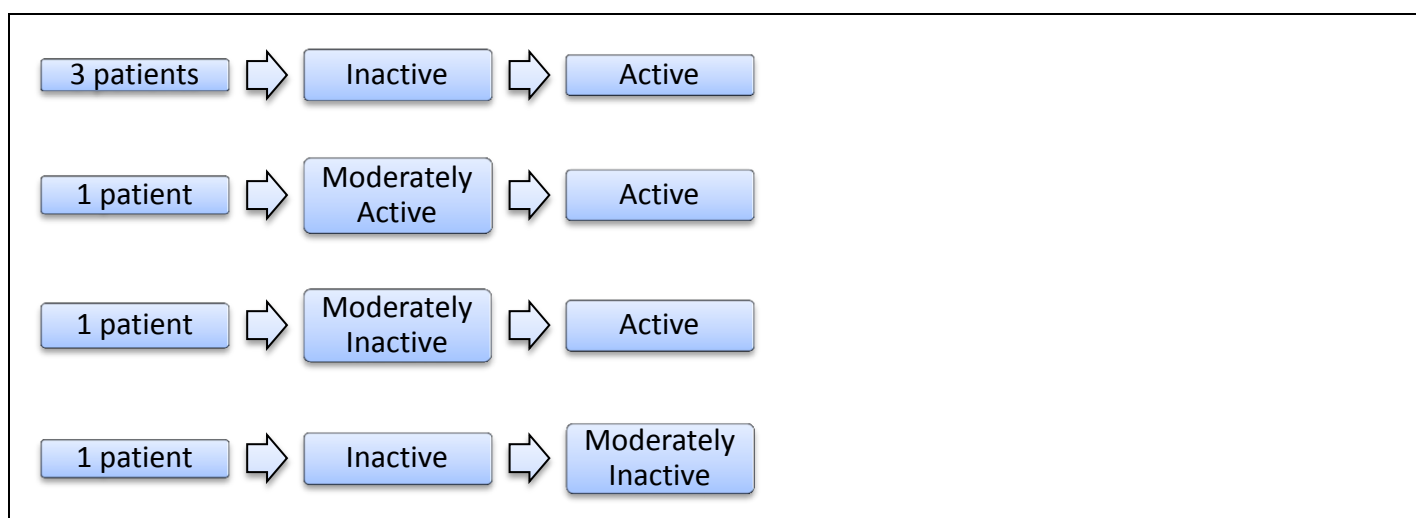 3 patients
Inactive
Active
1 patient
Moderately
Active
Active
1 patient
Moderately
Inactive
Active
1 patient
Inactive
Moderately
Inactive